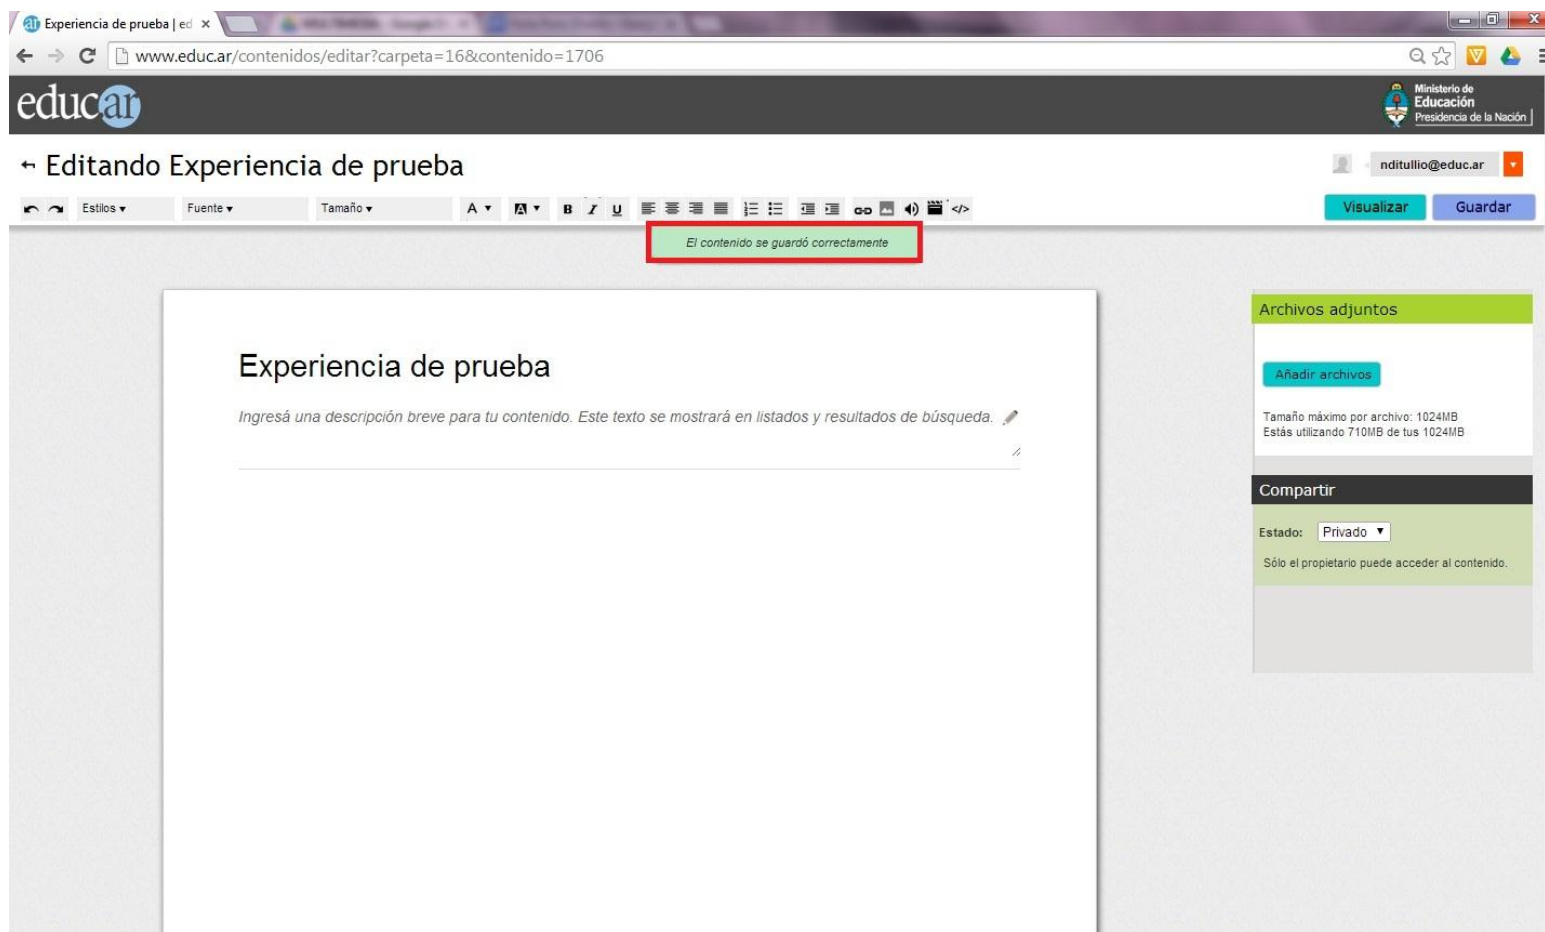 Experiencia de prueba | ed
www.educ.ar/contenidos/editar?carpeta=16&contenido=1706
educar
Ministerio de
Educación
Presidencia de la Nación
Editando Experiencia de prueba
nditullio@educ.ar
Estilos Fuente Tamaño A A B I U </>
Visualizar Guardar
El contenido se guardó correctamente
Archivos adjuntos
Experiencia de prueba
Añadir archivos
Ingresá una descripción breve para tu contenido. Este texto se mostrará en listados y resultados de búsqueda.
Tamaño máximo por archivo: 1024MB
Estás utilizando 710MB de tus 1024MB
Compartir
Estado: Privado
Sólo el propietario puede acceder al contenido.